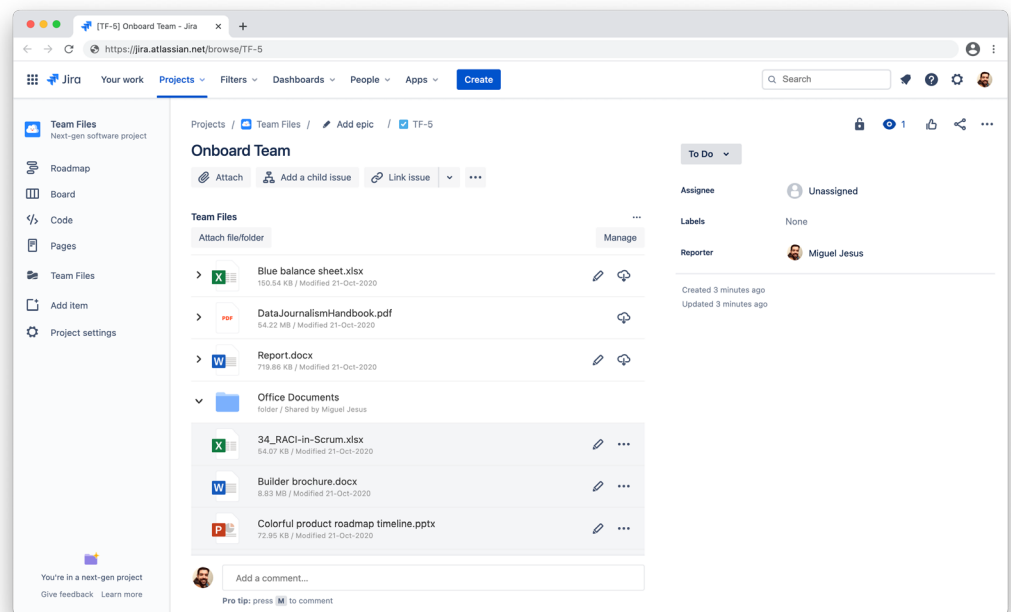 [TF-5] Onboard Team - Jira
https://jira.atlassian.net/browse/TF-5
Jira Your work Projects Filters Dashboards People Apps Create Search
Team Files
Next-gen software project
Roadmap
Board
Code
Pages
Team Files
Add item
Project settings
You're in a next-gen project
Give feedback Learn more
Projects / Team Files / Add epic / TF-5
1
Onboard Team
Attach Add a child issue Link issue
Team Files
Attach file/folder Manage
Blue balance sheet.xlsx
150.54 KB / Modified 21-Oct-2020
PDF
DataJournalismHandbook.pdf
54.22 MB / Modified 21-Oct-2020
W
Report.docx
719.86 KB / Modified 21-Oct-2020
Office Documents
folder / Shared by Miguel Jesus
X
34_RACI-in-Scrum.xlsx
54.07 KB / Modified 21-Oct-2020
W
Builder brochure.docx
8.83 MB / Modified 21-Oct-2020
P
Colorful product roadmap timeline.pptx
72.95 KB / Modified 21-Oct-2020
Add a comment...
Pro tip: press M to comment
To Do
Assignee Unassigned
Labels None
Reporter Miguel Jesus
Created 3 minutes ago
Updated 3 minutes ago